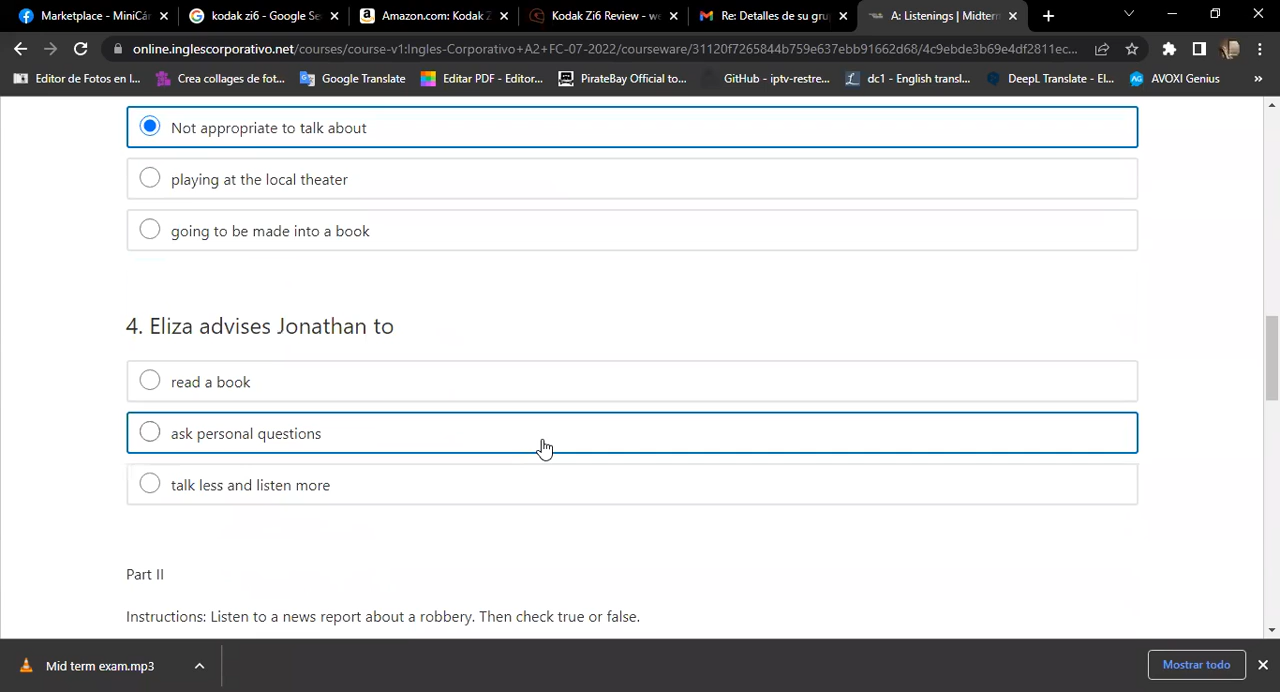 Marketplace - MiniCár
kodak zi6 - Google Se
Amazon.com: Kodak Z
Kodak Zi6 Review - we
Re: Detalles de su gru
A: Listenings | Midterm
online.inglescorporativo.net/courses/course-v1:Ingles-Corporativo+A2+FC-07-2022/courseware/31120f7265844b759e637ebb91662d68/4c9ebde3b69e4df2811ec...
Editor de Fotos en l...
Crea collages de fot...
Google Translate
Editar PDF - Editor...
PirateBay Official to...
GitHub - iptv-restre...
dc1 - English transl...
DeepL Translate - El...
AVOXI Genius
»
Not appropriate to talk about
playing at the local theater
going to be made into a book
4. Eliza advises Jonathan to
read a book
ask personal questions
talk less and listen more
Part II
Instructions: Listen to a news report about a robbery. Then check true or false.
Mid term exam.mp3
Mostrar todo